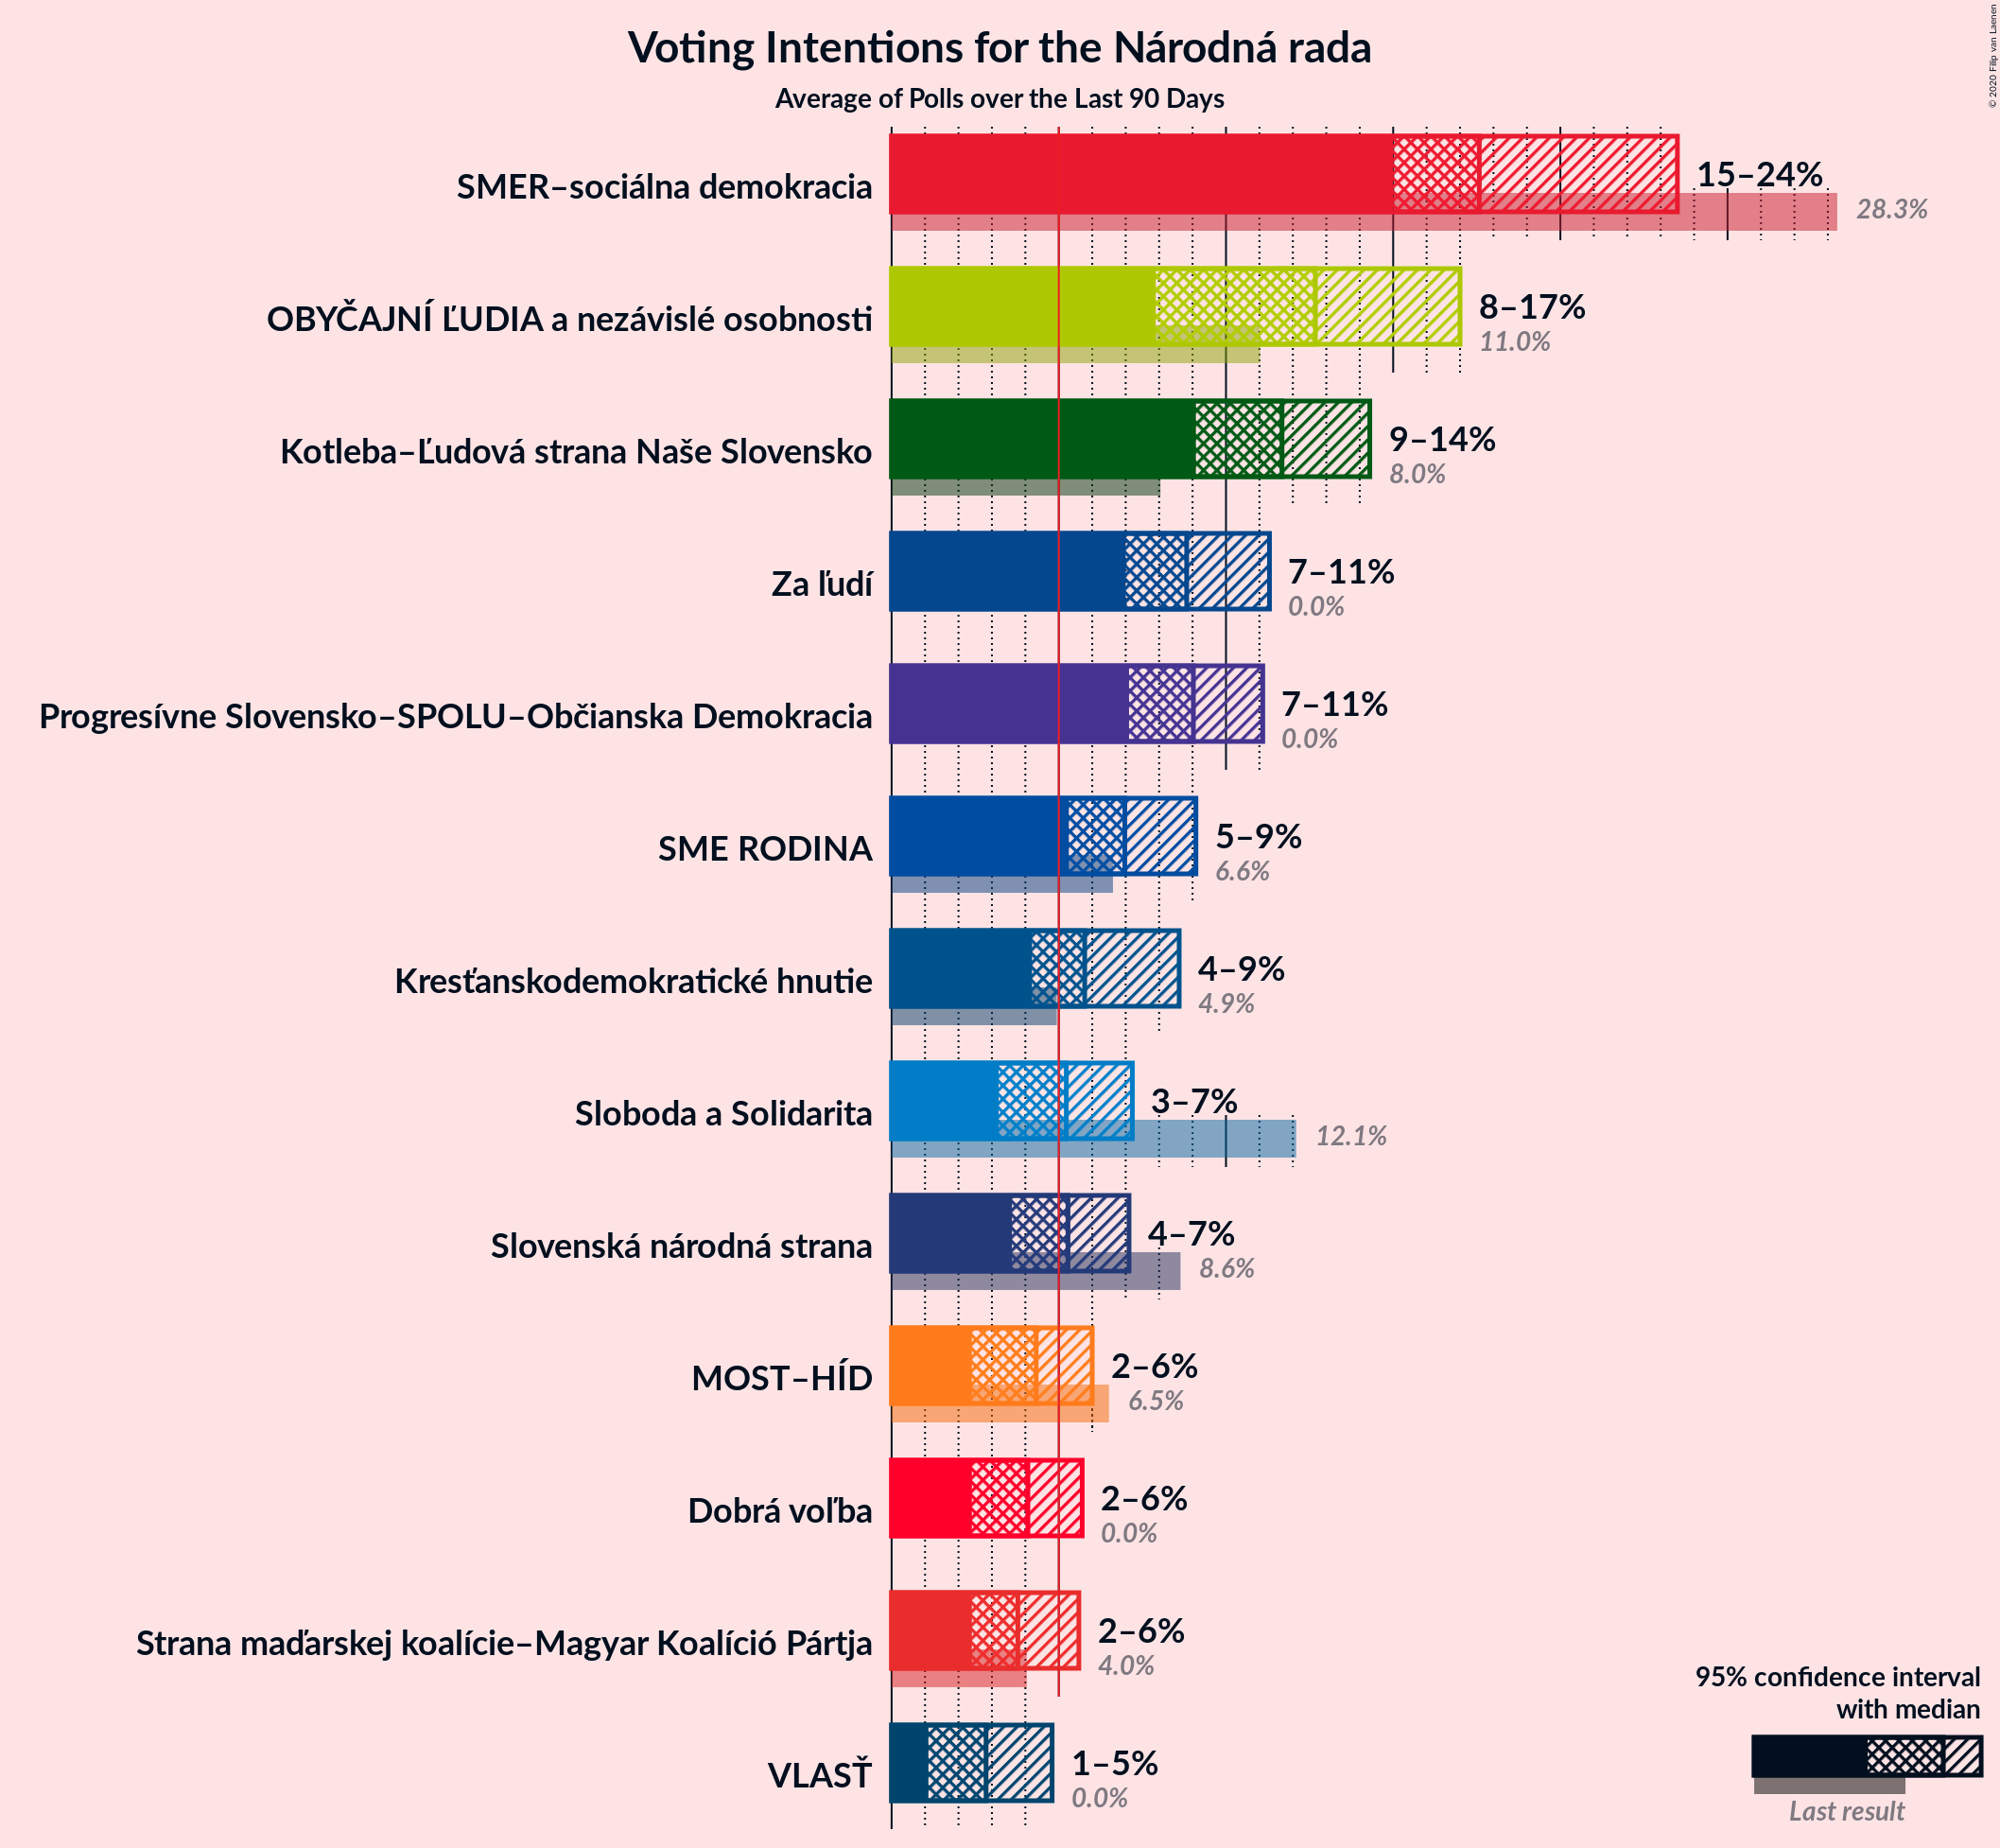 Voting Intentions for the Národná rada
Average of Polls over the Last 90 Days
© 2020 Filip van Laenen
SMER–sociálna demokracia
15–24%
28.3%
OBYČAJNÍ ĽUDIA a nezávislé osobnosti
8–17%
11.0%
Kotleba–Ľudová strana Naše Slovensko
9–14%
8.0%
Za ľudí
7–11%
0.0%
Progresívne Slovensko–SPOLU–Občianska Demokracia
7–11%
0.0%
SME RODINA
5–9%
6.6%
Kresťanskodemokratické hnutie
4–9%
4.9%
Sloboda a Solidarita
3–7%
12.1%
Slovenská národná strana
4–7%
8.6%
MOST–HÍD
2–6%
6.5%
Dobrá voľba
2–6%
0.0%
Strana maďarskej koalície–Magyar Koalíció Pártja
2–6%
4.0%
VLASŤ
1–5%
0.0%
95% confidence interval
with median
Last result